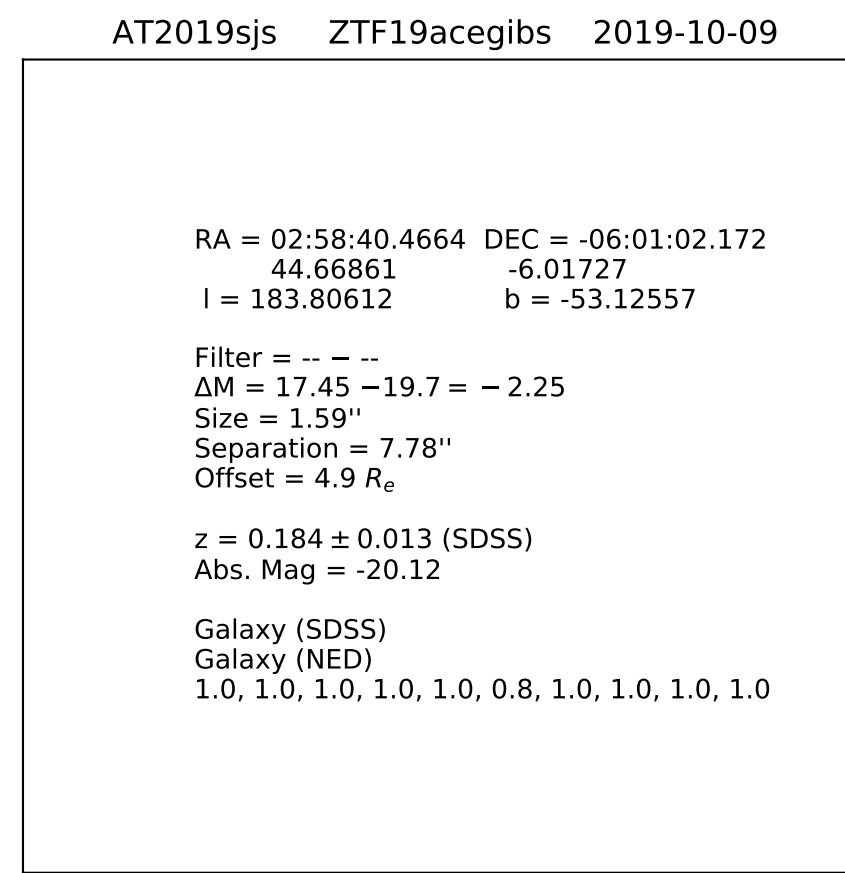 AT2019sjs ZTF19acegibs 2019-10-09
RA = 02:58:40.4664 DEC = -06:01:02.172
44.66861 -6.01727
l = 183.80612 b = -53.12557
Filter = -- − --
ΔM = 17.45 −19.7 = − 2.25
Size = 1.59''
Separation = 7.78''
Offset = 4.9 Rₑ
z = 0.184 ± 0.013 (SDSS)
Abs. Mag = -20.12
Galaxy (SDSS)
Galaxy (NED)
1.0, 1.0, 1.0, 1.0, 1.0, 0.8, 1.0, 1.0, 1.0, 1.0